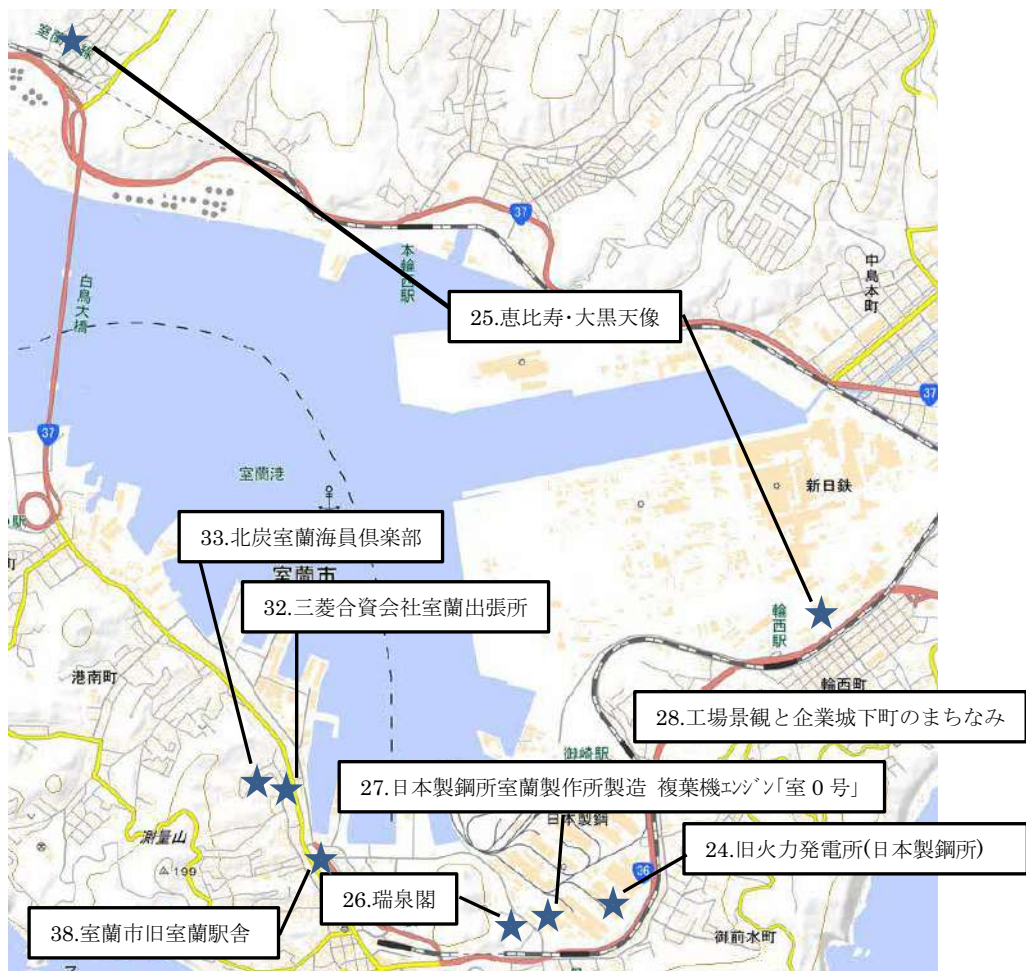 室蘭本線
37
本輪西駅
中島本町
白鳥大橋
25.恵比寿・大黒天像
37
37
室蘭港
新日鉄
33.北炭室蘭海員倶楽部
室蘭市
32.三菱合資会社室蘭出張所
輪西駅
港南町
輪西町
28.工場景観と企業城下町のまちなみ
御崎駅
27.日本製鋼所室蘭製作所製造 複葉機ｴﾝｼﾞﾝ「室０号」
日本製鋼
測量山
199
24.旧火力発電所(日本製鋼所)
36
26.瑞泉閣
38.室蘭市旧室蘭駅舎
御前水町